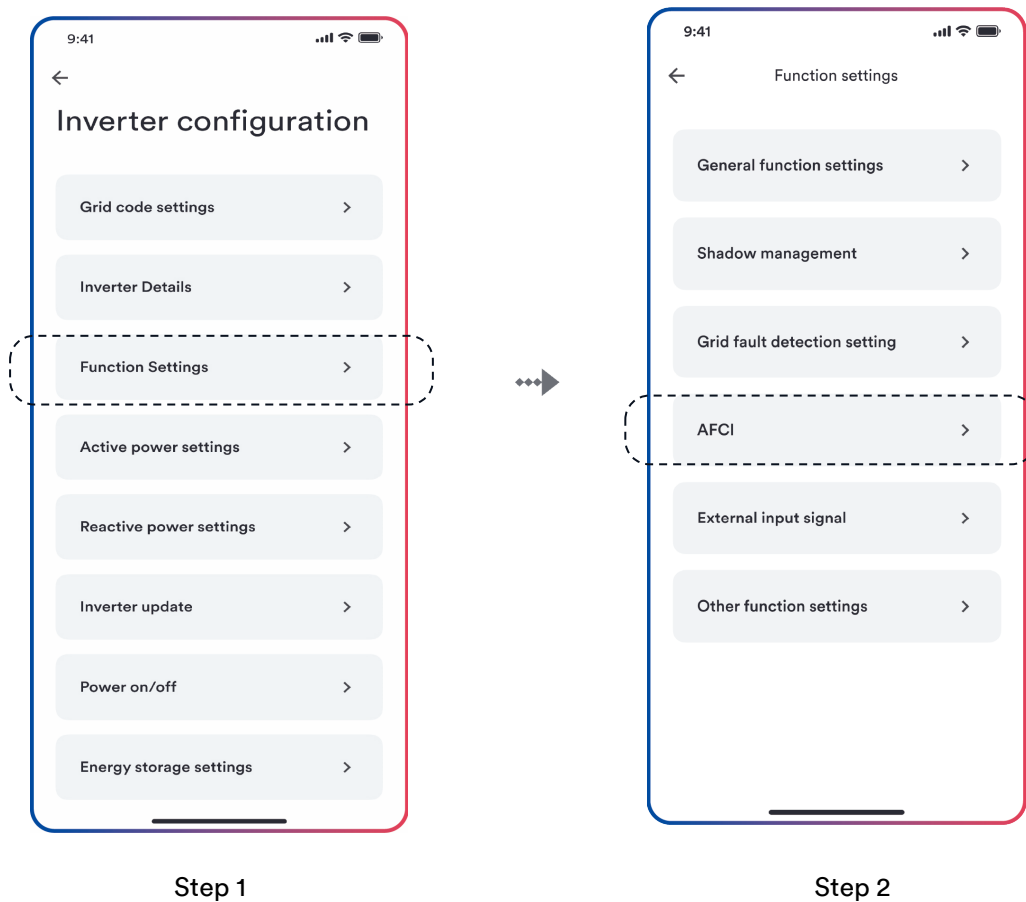 9:41
Inverter configuration
Grid code settings
Inverter Details
Function Settings
Active power settings
Reactive power settings
Inverter update
Power on/off
Energy storage settings
Step 1
9:41
Function settings
General function settings
Shadow management
Grid fault detection setting
AFCI
External input signal
Other function settings
Step 2